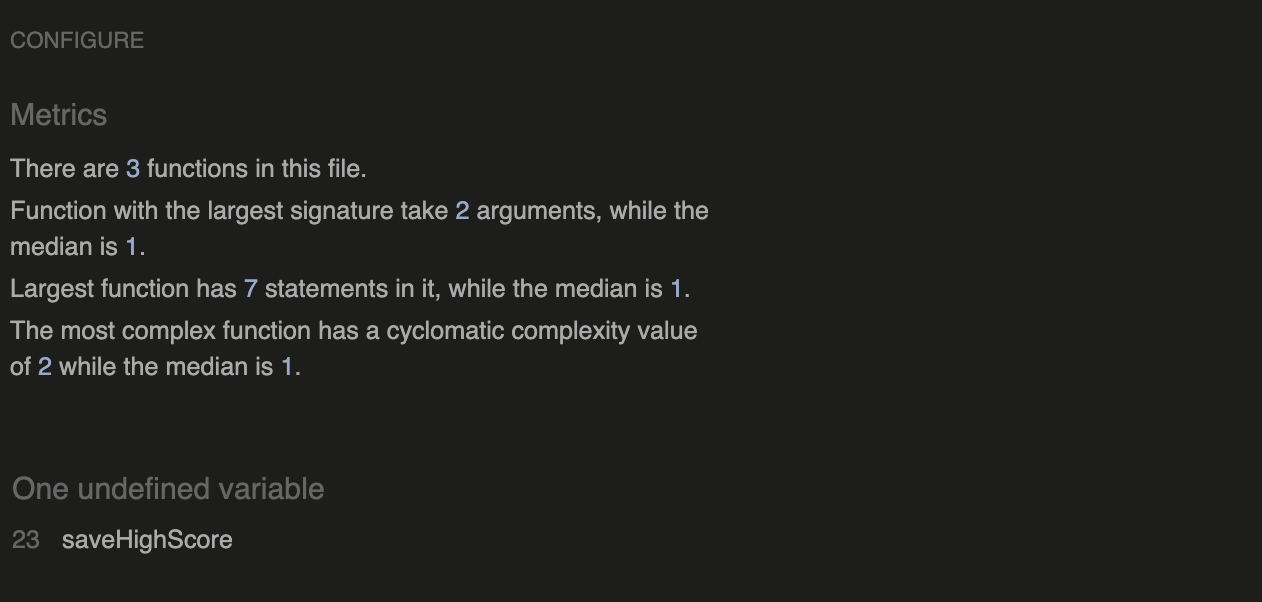 CONFIGURE
Metrics
There are 3 functions in this file.
Function with the largest signature take 2 arguments, while the
median is 1.
Largest function has 7 statements in it, while the median is 1.
The most complex function has a cyclomatic complexity value
of 2 while the median is 1.
One undefined variable
23 saveHighScore